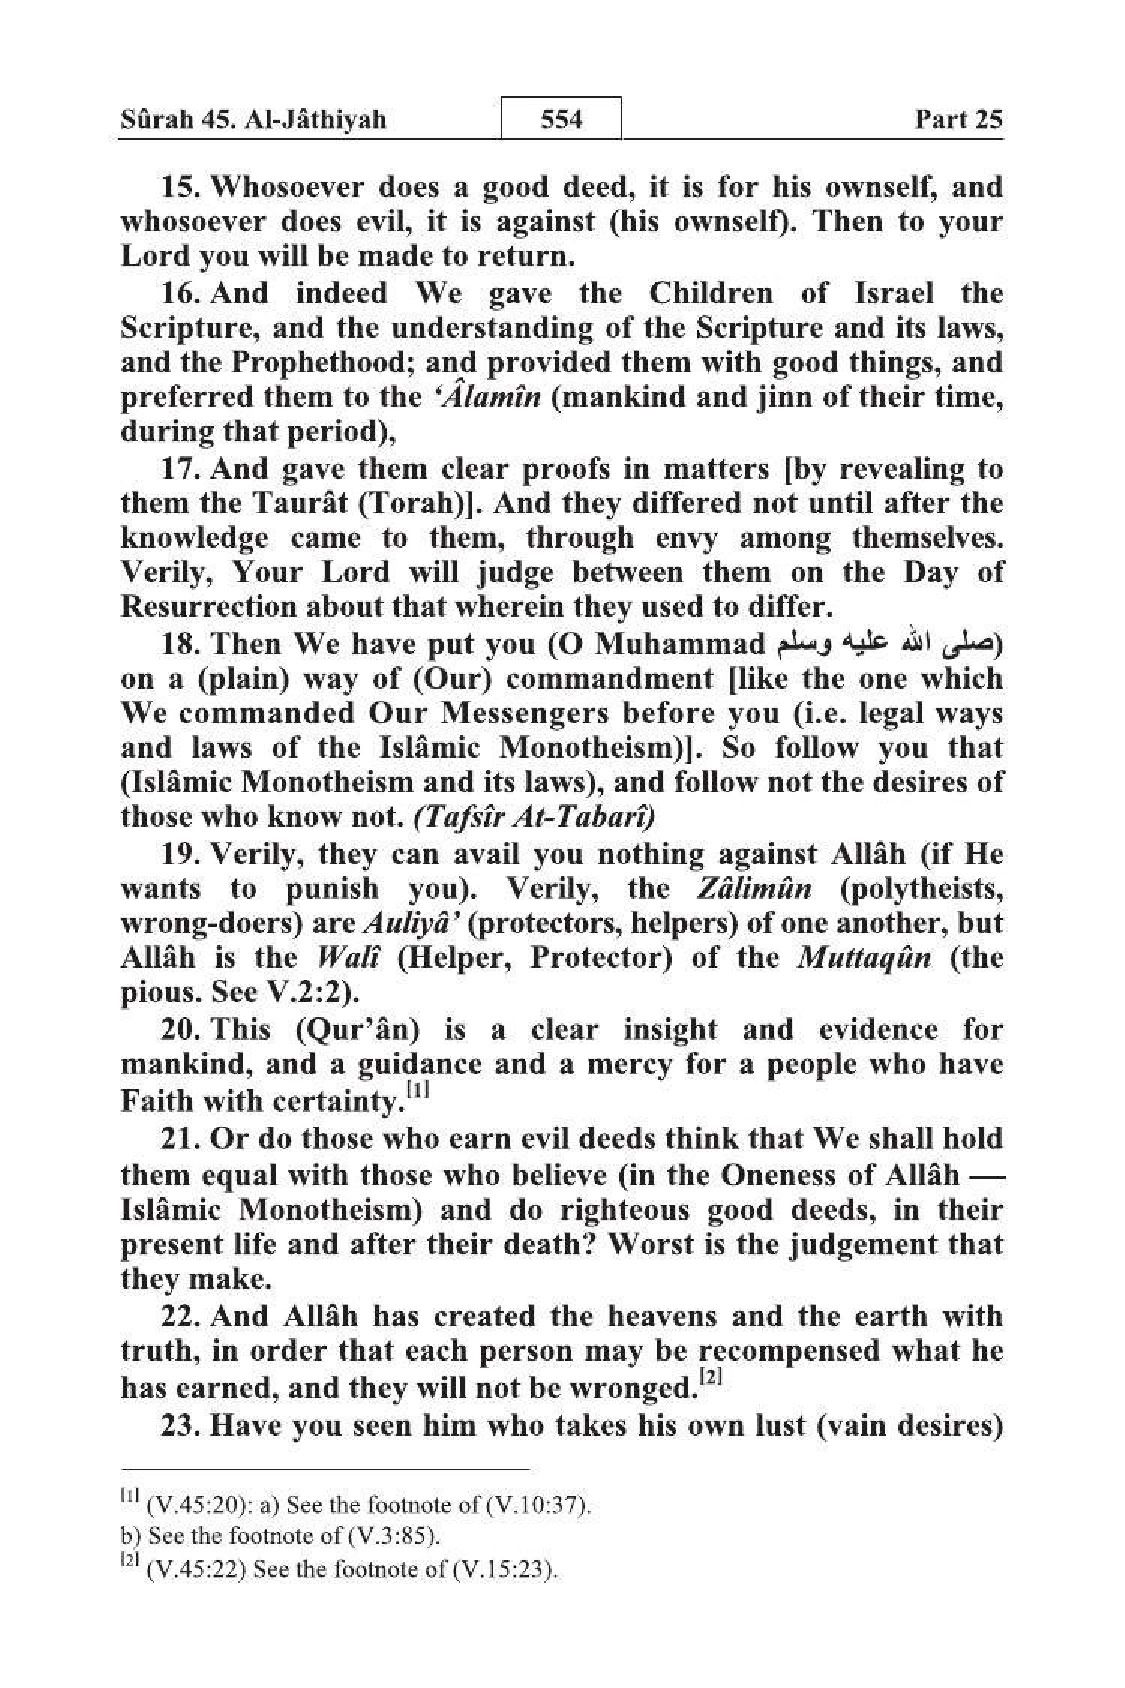 Sûrah 45. Al-Jâthiyah 554 Part 25
15. Whosoever does a good deed, it is for his ownself, and
whosoever does evil, it is against (his ownself). Then to your
Lord you will be made to return.
16. And indeed We gave the Children of Israel the
Scripture, and the understanding of the Scripture and its laws,
and the Prophethood; and provided them with good things, and
preferred them to the ‘Âlamîn (mankind and jinn of their time,
during that period),
17. And gave them clear proofs in matters [by revealing to
them the Taurât (Torah)]. And they differed not until after the
knowledge came to them, through envy among themselves.
Verily, Your Lord will judge between them on the Day of
Resurrection about that wherein they used to differ.
18. Then We have put you (O Muhammad صلى الله عليه وسلم)
on a (plain) way of (Our) commandment [like the one which
We commanded Our Messengers before you (i.e. legal ways
and laws of the Islâmic Monotheism)]. So follow you that
(Islâmic Monotheism and its laws), and follow not the desires of
those who know not. (Tafsîr At-Tabarî)
19. Verily, they can avail you nothing against Allâh (if He
wants to punish you). Verily, the Zâlimûn (polytheists,
wrong-doers) are Auliyâ’ (protectors, helpers) of one another, but
Allâh is the Walî (Helper, Protector) of the Muttaqûn (the
pious. See V.2:2).
20. This (Qur’ân) is a clear insight and evidence for
mankind, and a guidance and a mercy for a people who have
Faith with certainty.[1]
21. Or do those who earn evil deeds think that We shall hold
them equal with those who believe (in the Oneness of Allâh —
Islâmic Monotheism) and do righteous good deeds, in their
present life and after their death? Worst is the judgement that
they make.
22. And Allâh has created the heavens and the earth with
truth, in order that each person may be recompensed what he
has earned, and they will not be wronged.[2]
23. Have you seen him who takes his own lust (vain desires)
[1] (V.45:20): a) See the footnote of (V.10:37).
b) See the footnote of (V.3:85).
[2] (V.45:22) See the footnote of (V.15:23).